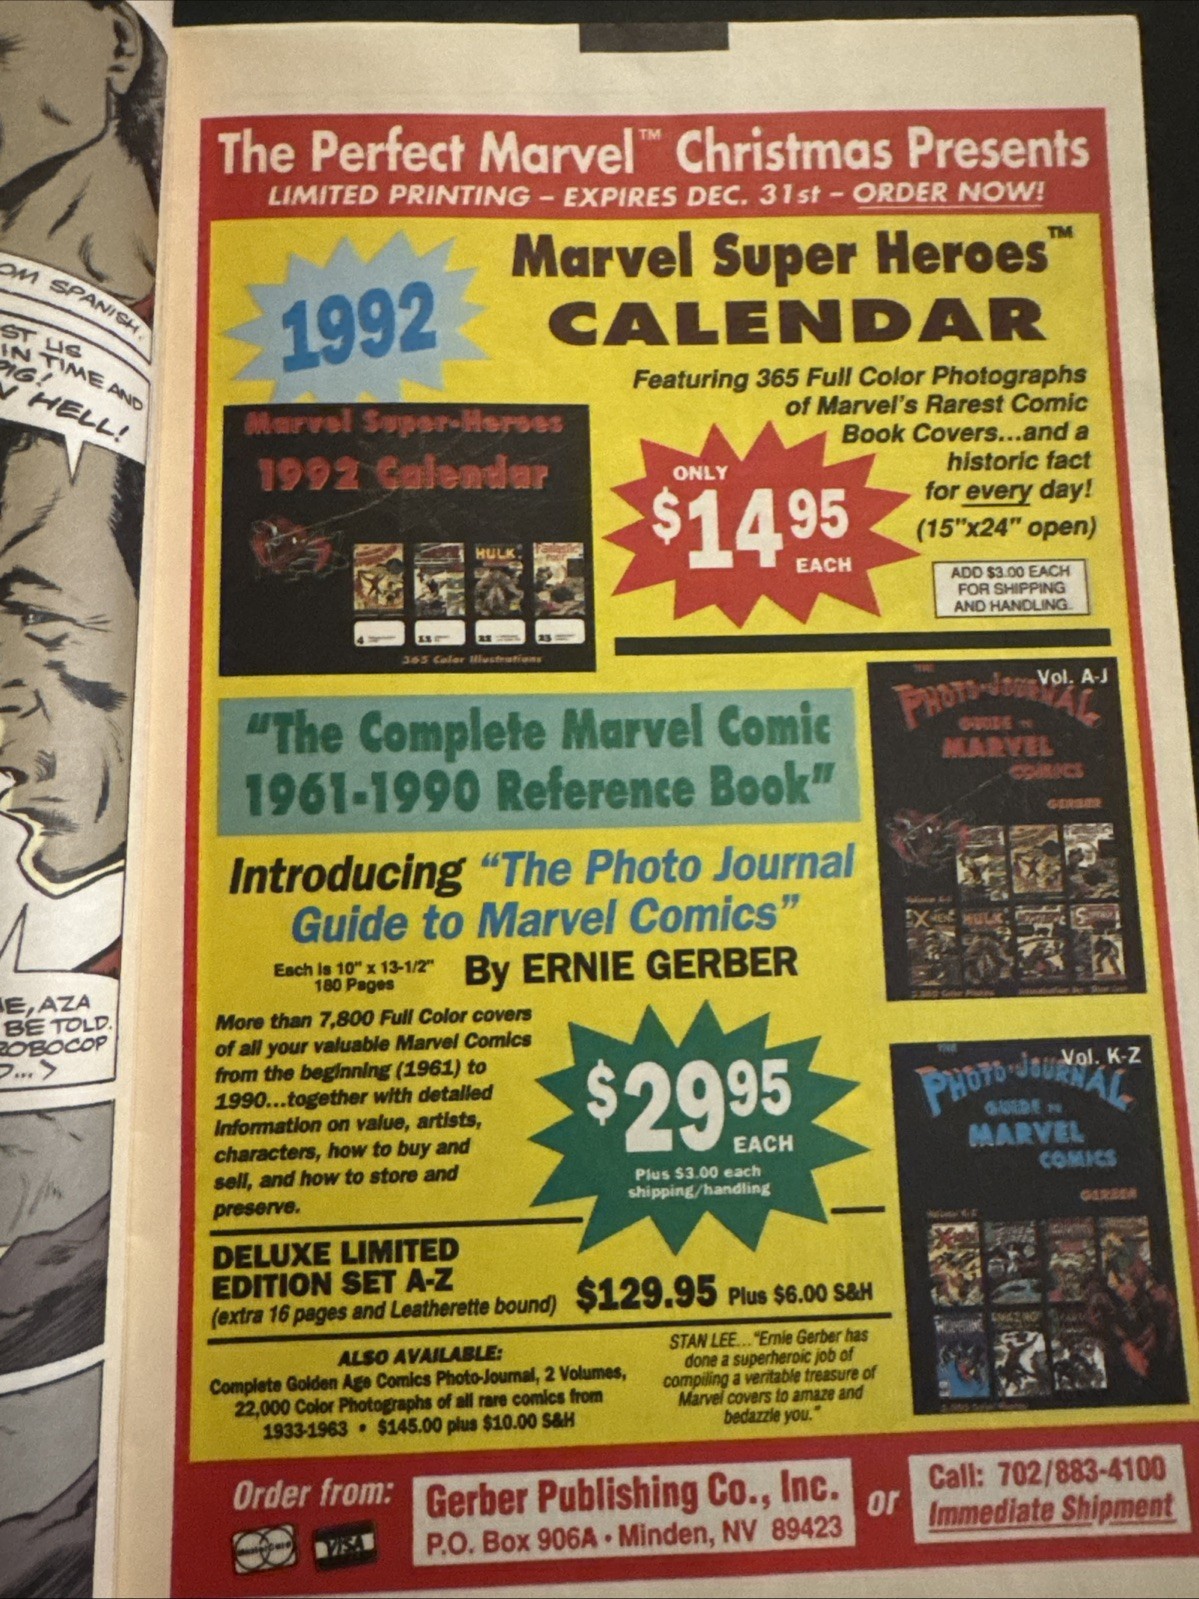 OM SPANISH.
ST US
IN TIME AND
PIG!
HELL!
E, AZA
BE TOLD.
ROBOCOP
...>
The Perfect Marvel™ Christmas Presents
LIMITED PRINTING – EXPIRES DEC. 31st – ORDER NOW!
1992
Marvel Super Heroes™
CALENDAR
Featuring 365 Full Color Photographs
of Marvel's Rarest Comic
Book Covers...and a
historic fact
for every day!
(15"x24" open)
ONLY
$14.95
EACH
ADD $3.00 EACH
FOR SHIPPING
AND HANDLING.
Marvel Super-Heroes
1992 Calendar
HULK
4
22
23
365 Color Illustrations
"The Complete Marvel Comic
1961-1990 Reference Book"
Introducing "The Photo Journal
Guide to Marvel Comics"
Each is 10" x 13-1/2"
180 Pages
By ERNIE GERBER
More than 7,800 Full Color covers
of all your valuable Marvel Comics
from the beginning (1961) to
1990...together with detailed
information on value, artists,
characters, how to buy and
sell, and how to store and
preserve.
$29.95
EACH
Plus $3.00 each
shipping/handling
THE
Vol. A-J
PHOTO-JOURNAL
GUIDE TO
MARVEL
COMICS
GERBER
X-MEN
HULK
THE
Vol. K-Z
PHOTO-JOURNAL
GUIDE TO
MARVEL
COMICS
GERBER
Volume K-Z
DELUXE LIMITED
EDITION SET A-Z
(extra 16 pages and Leatherette bound)
$129.95 Plus $6.00 S&H
ALSO AVAILABLE:
Complete Golden Age Comics Photo-Journal, 2 Volumes,
22,000 Color Photographs of all rare comics from
1933-1963 • $145.00 plus $10.00 S&H
STAN LEE..."Ernie Gerber has
done a superheroic job of
compiling a veritable treasure of
Marvel covers to amaze and
bedazzle you."
Order from:
MasterCard
VISA
Gerber Publishing Co., Inc.
P.O. Box 906A • Minden, NV 89423
or
Call: 702/883-4100
Immediate Shipment